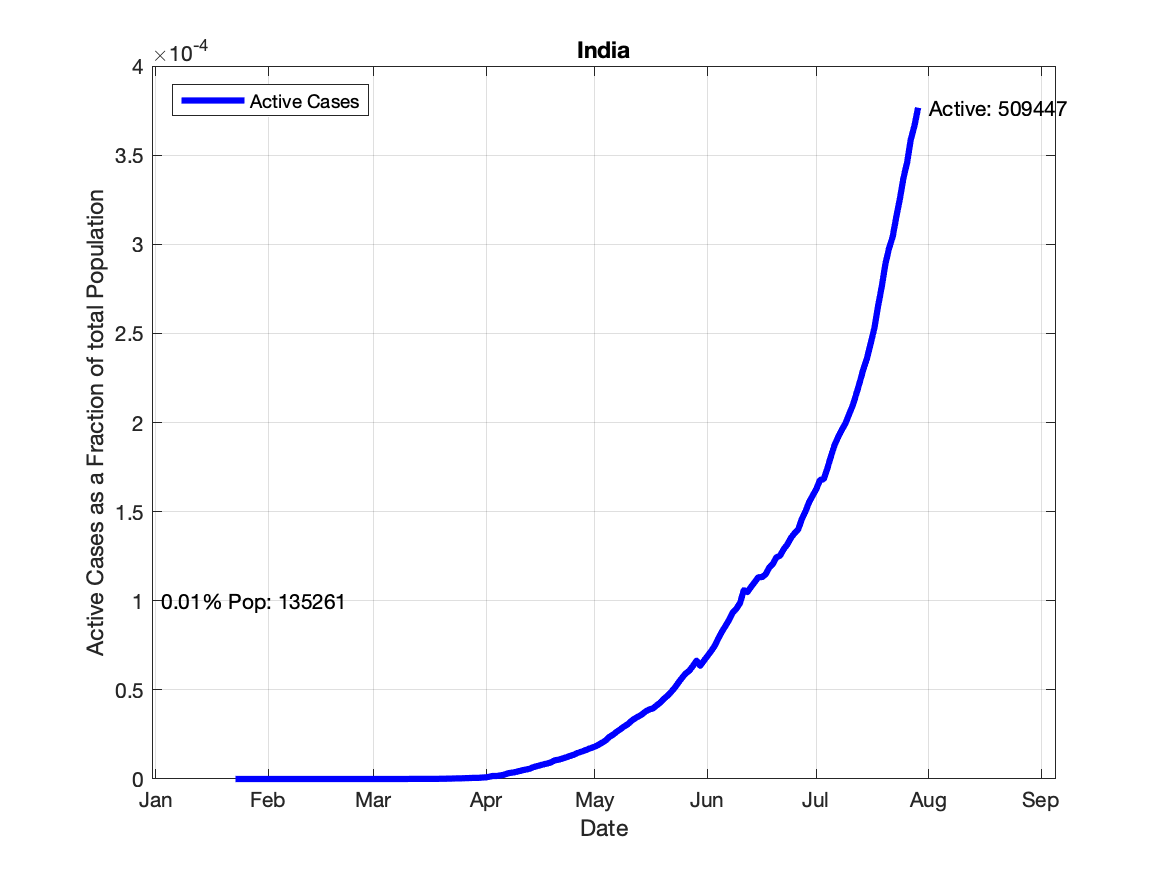 India
×10-4
Active Cases
Active: 509447
4
3.5
3
2.5
2
1.5
1
0.01% Pop: 135261
0.5
0
Active Cases as a Fraction of total Population
Jan Feb Mar Apr May Jun Jul Aug Sep
Date